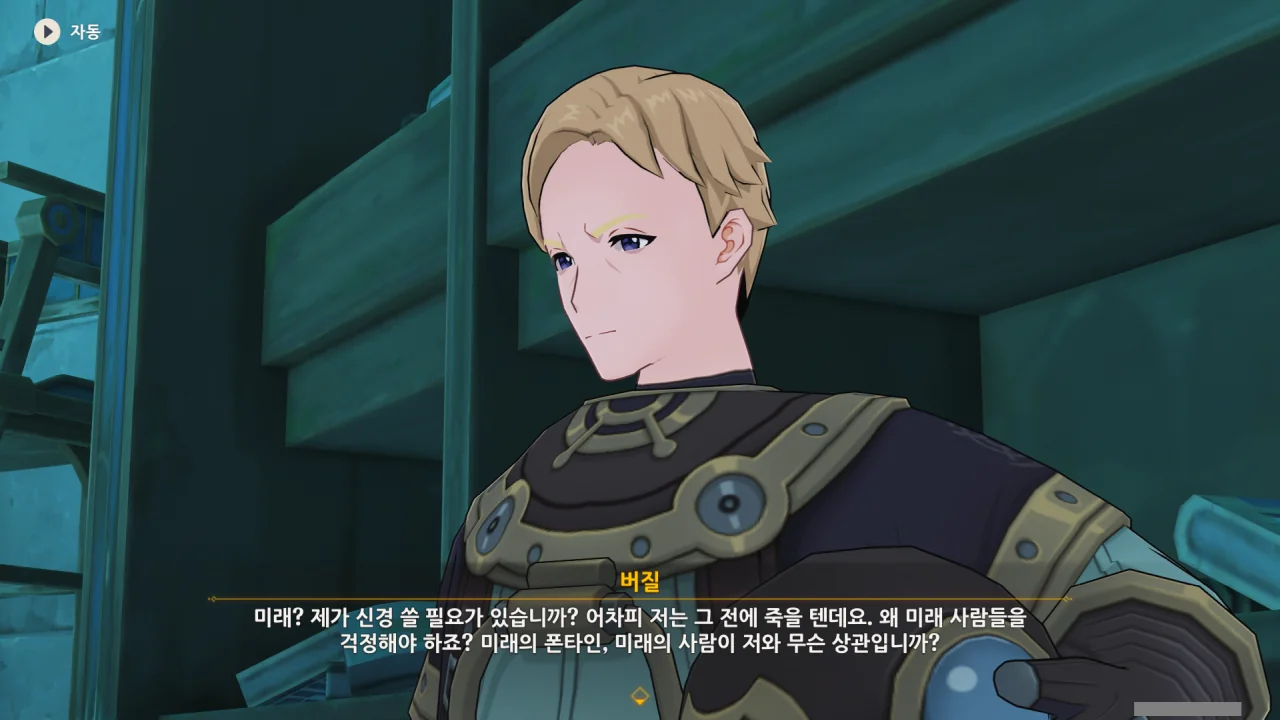 자동
버질
미래? 제가 신경 쓸 필요가 있습니까? 어차피 저는 그 전에 죽을 텐데요. 왜 미래 사람들을
걱정해야 하죠? 미래의 폰타인, 미래의 사람이 저와 무슨 상관입니까?